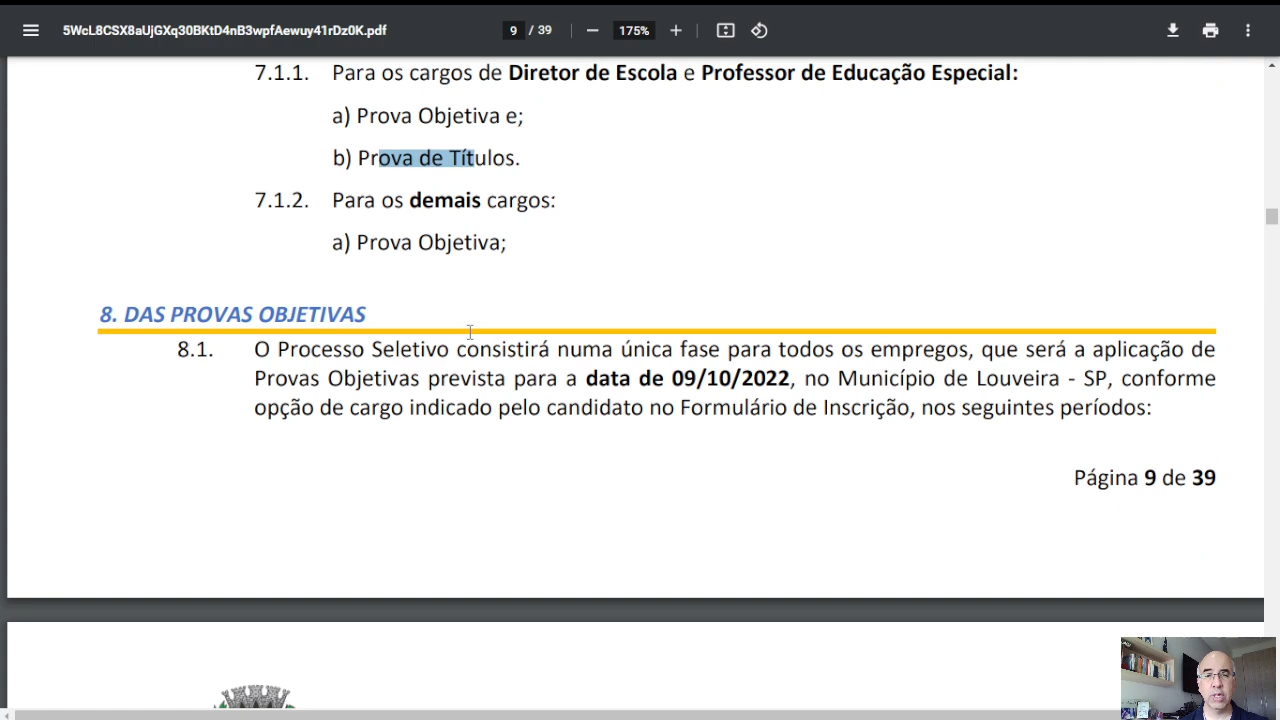 5WcL8CSX8aUjGXq30BKtD4nB3wpfAewuy41rDz0K.pdf
9 / 39
175%
7.1.1. Para os cargos de Diretor de Escola e Professor de Educação Especial:
a) Prova Objetiva e;
b) Prova de Títulos.
7.1.2. Para os demais cargos:
a) Prova Objetiva;
8. DAS PROVAS OBJETIVAS
8.1. O Processo Seletivo consistirá numa única fase para todos os empregos, que será a aplicação de
Provas Objetivas prevista para a data de 09/10/2022, no Município de Louveira - SP, conforme
opção de cargo indicado pelo candidato no Formulário de Inscrição, nos seguintes períodos:
Página 9 de 39